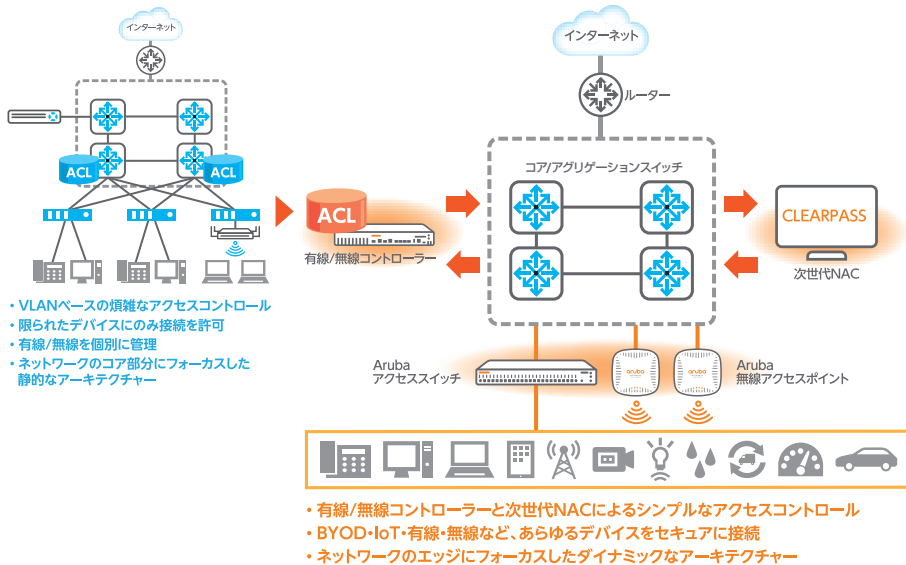 インターネット
ACL
ACL
・VLANベースの煩雑なアクセスコントロール
・限られたデバイスにのみ接続を許可
・有線/無線を個別に管理
・ネットワークのコア部分にフォーカスした
静的なアーキテクチャー
インターネット
ルーター
コア/アグリゲーションスイッチ
ACL
有線/無線コントローラー
CLEARPASS
次世代NAC
Aruba
アクセススイッチ
aruba
aruba
Aruba
無線アクセスポイント
・有線/無線コントローラーと次世代NACによるシンプルなアクセスコントロール
・BYOD・IoT・有線・無線など、あらゆるデバイスをセキュアに接続
・ネットワークのエッジにフォーカスしたダイナミックなアーキテクチャー